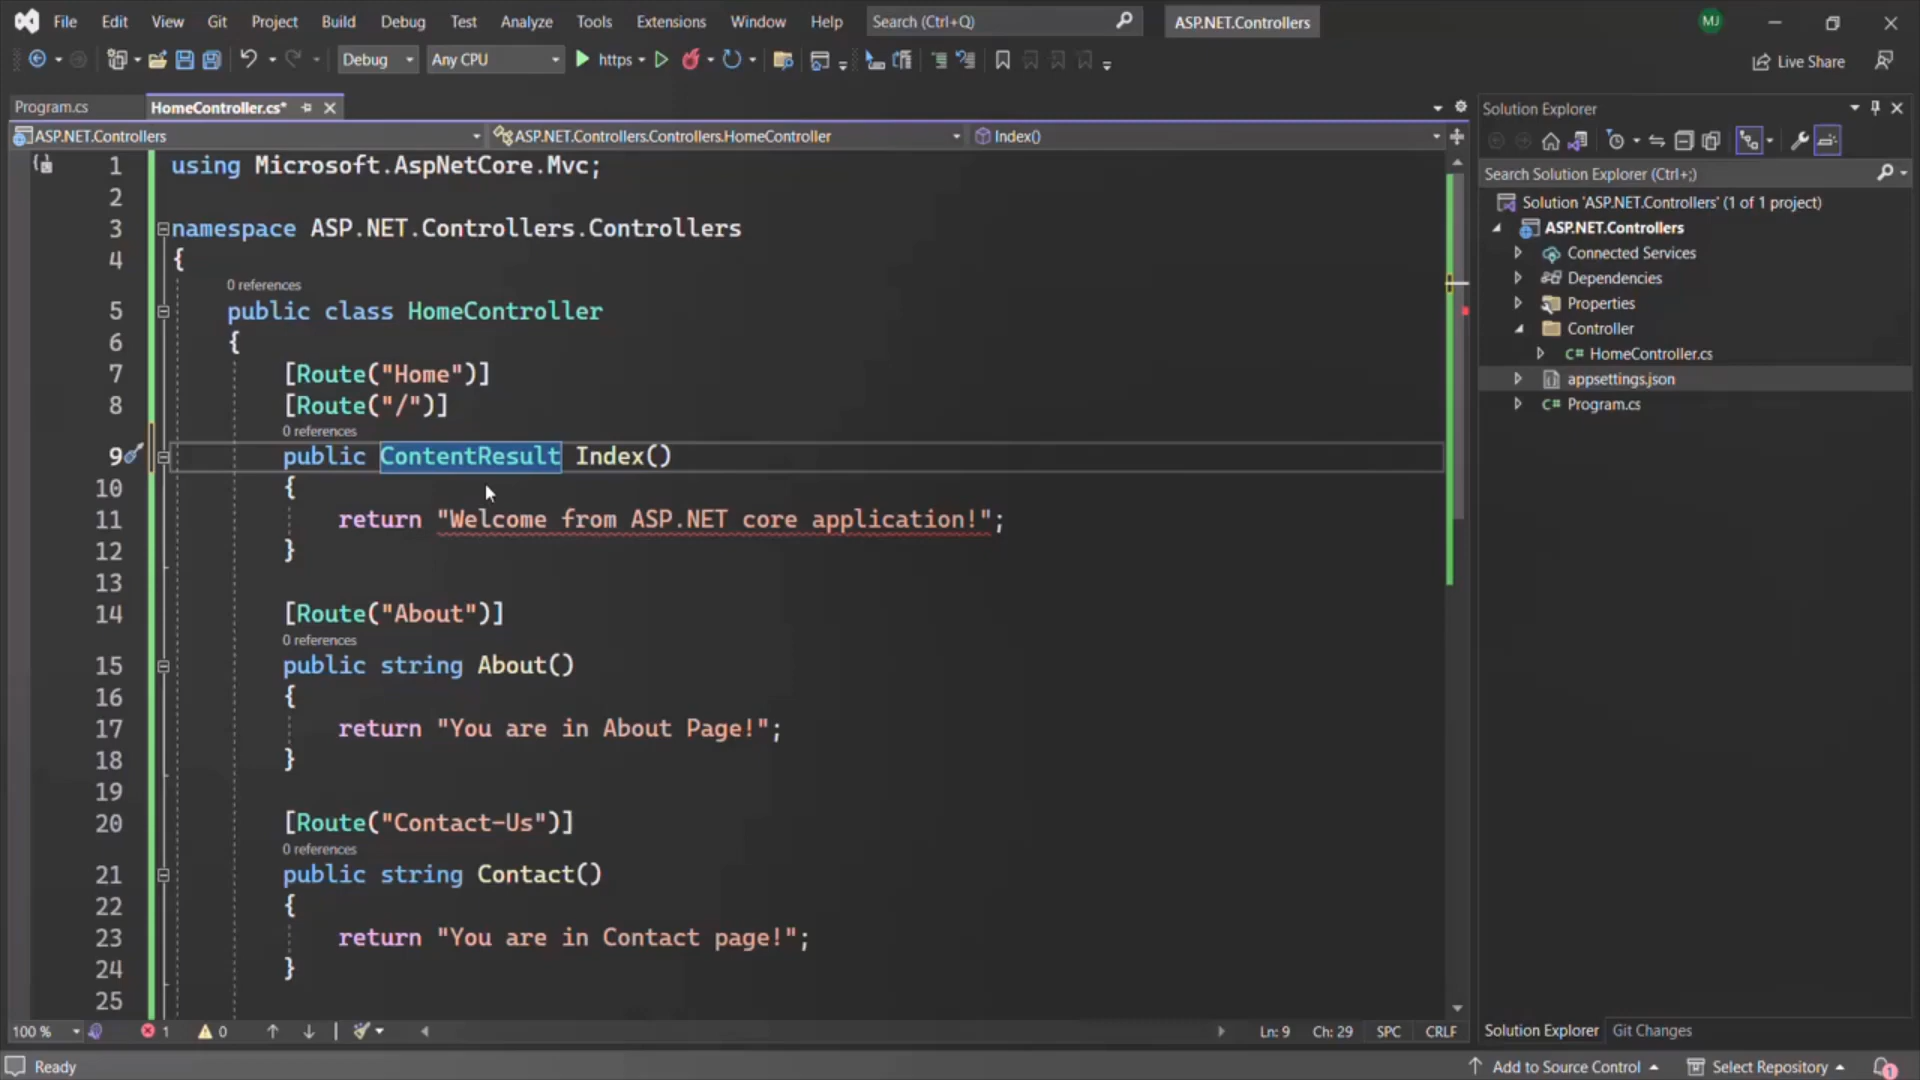 File Edit View Git Project Build Debug Test Analyze Tools Extensions Window Help Search (Ctrl+Q) ASP.NET.Controllers MJ
Debug Any CPU https Live Share
Program.cs HomeController.cs* Solution Explorer
ASP.NET.Controllers ASP.NET.Controllers.Controllers.HomeController Index()
Search Solution Explorer (Ctrl+;)
Solution 'ASP.NET.Controllers' (1 of 1 project)
ASP.NET.Controllers
Connected Services
Dependencies
Properties
Controller
C# HomeController.cs
appsettings.json
C# Program.cs
1 using Microsoft.AspNetCore.Mvc;
2
3 namespace ASP.NET.Controllers.Controllers
4 {
0 references
5 public class HomeController
6 {
7 [Route("Home")]
8 [Route("/")]
0 references
9 public ContentResult Index()
10 {
11 return "Welcome from ASP.NET core application!";
12 }
13
14 [Route("About")]
0 references
15 public string About()
16 {
17 return "You are in About Page!";
18 }
19
20 [Route("Contact-Us")]
0 references
21 public string Contact()
22 {
23 return "You are in Contact page!";
24 }
25
100 % 1 0 Ln: 9 Ch: 29 SPC CRLF
Solution Explorer Git Changes
Ready Add to Source Control Select Repository 1